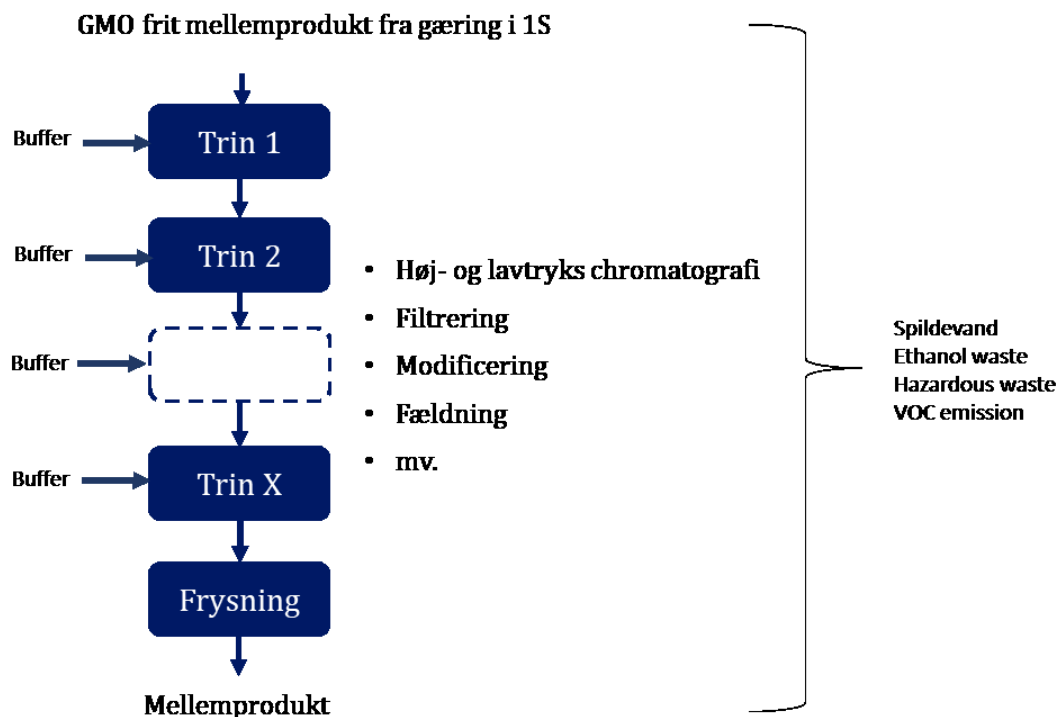 GMO frit mellemprodukt fra gæring i 1S
Buffer
Trin 1
Buffer
Trin 2
Buffer
Buffer
Trin X
Frysning
Mellemprodukt
• Høj- og lavtryks chromatografi
• Filtrering
• Modificering
• Fældning
• mv.
Spildevand
Ethanol waste
Hazardous waste
VOC emission